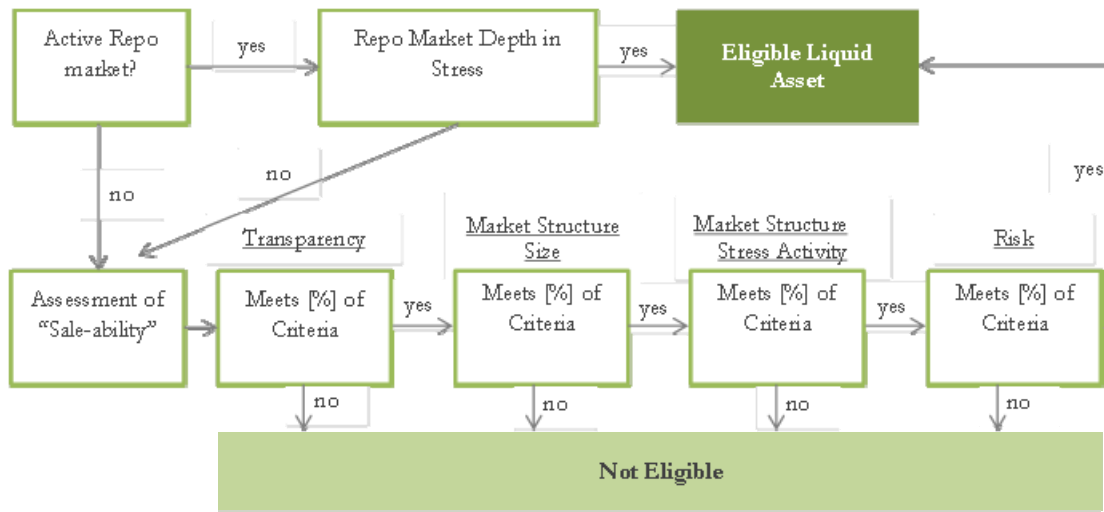 Active Repo
market?
yes
Repo Market Depth in
Stress
yes
Eligible Liquid
Asset
no
no
yes
Transparency
Market Structure
Size
Market Structure
Stress Activity
Risk
Assessment of
“Sale-ability”
Meets [%] of
Criteria
yes
Meets [%] of
Criteria
yes
Meets [%] of
Criteria
yes
Meets [%] of
Criteria
no
no
no
no
Not Eligible